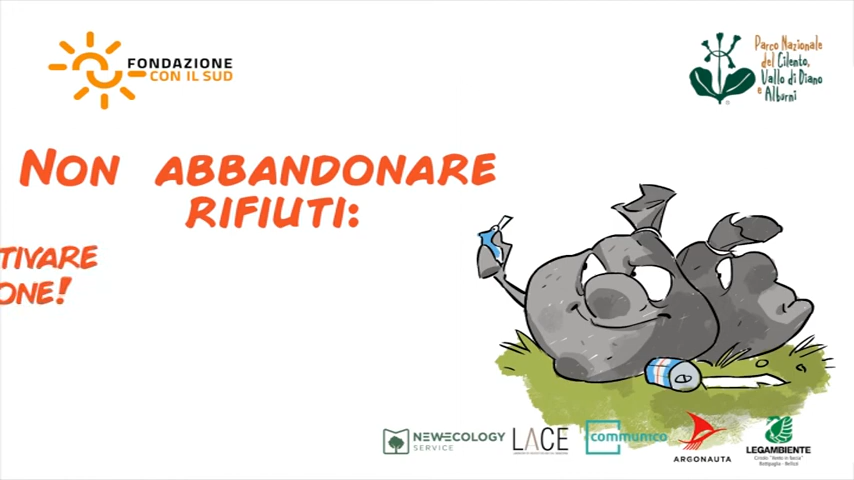 FONDAZIONE
CON IL SUD
Parco Nazionale
del Cilento,
Vallo di Diano
e Alburni
NON ABBANDONARE
RIFIUTI:
TIVARE
ONE!
NEWECOLOGY
SERVICE
LACE
communico
ARGONAUTA
LEGAMBIENTE